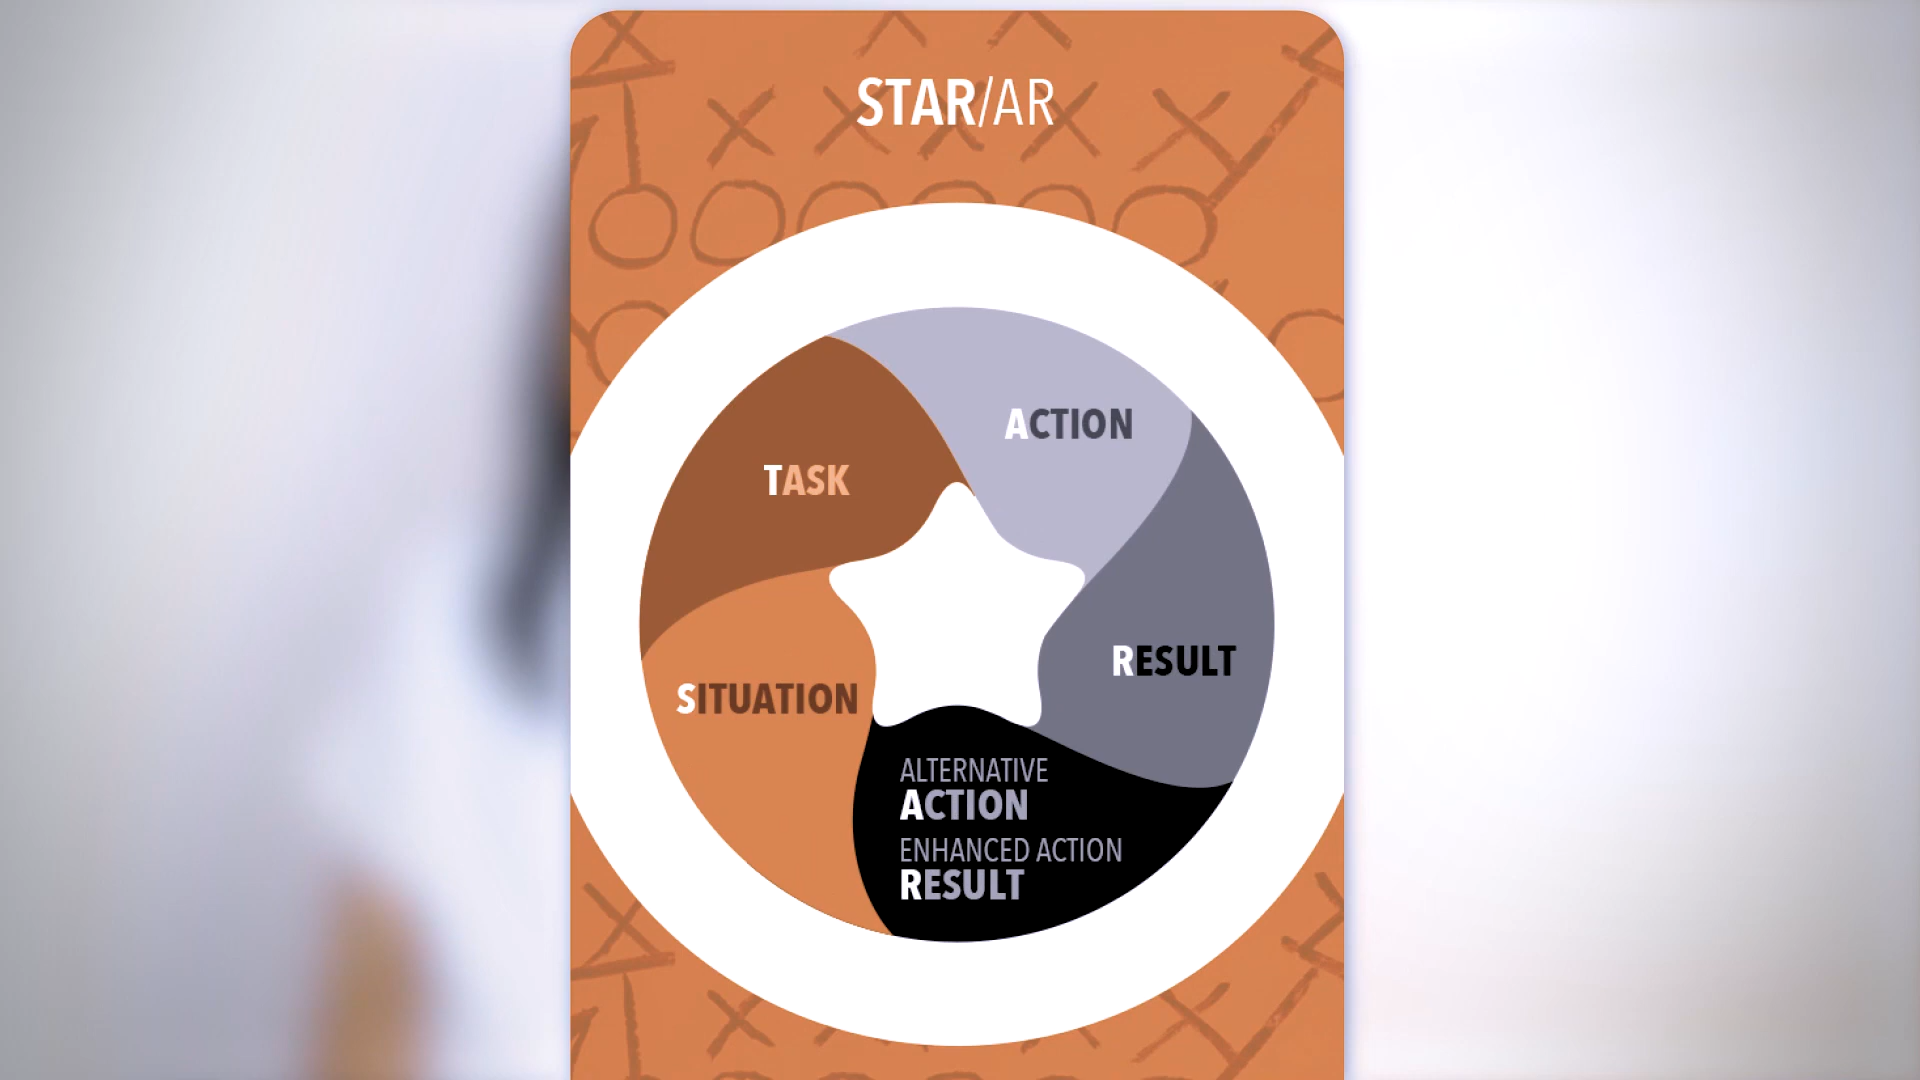 STAR/AR
ACTION
TASK
RESULT
SITUATION
ALTERNATIVE
ACTION
ENHANCED ACTION
RESULT